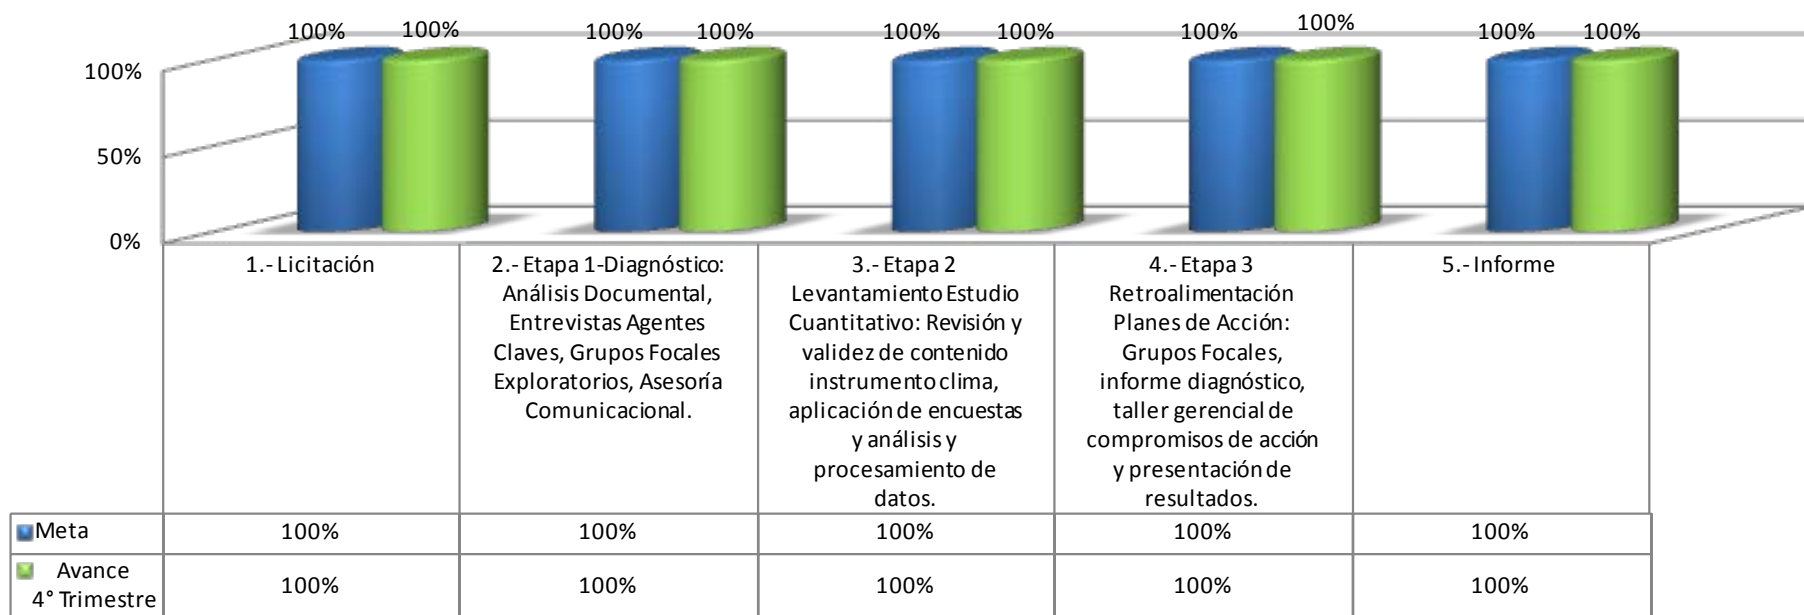 100% 100% 100% 100% 100% 100% 100% 100% 100% 100%
100%
50%
0%
1.- Licitación
2.- Etapa 1-Diagnóstico:
Análisis Documental,
Entrevistas Agentes
Claves, Grupos Focales
Exploratorios, Asesoría
Comunicacional.
3.- Etapa 2
Levantamiento Estudio
Cuantitativo: Revisión y
validez de contenido
instrumento clima,
aplicación de encuestas
y análisis y
procesamiento de
datos.
4.- Etapa 3
Retroalimentación
Planes de Acción:
Grupos Focales,
informe diagnóstico,
taller gerencial de
compromisos de acción
y presentación de
resultados.
5.- Informe
Meta 100% 100% 100% 100% 100%
Avance
4° Trimestre 100% 100% 100% 100% 100%